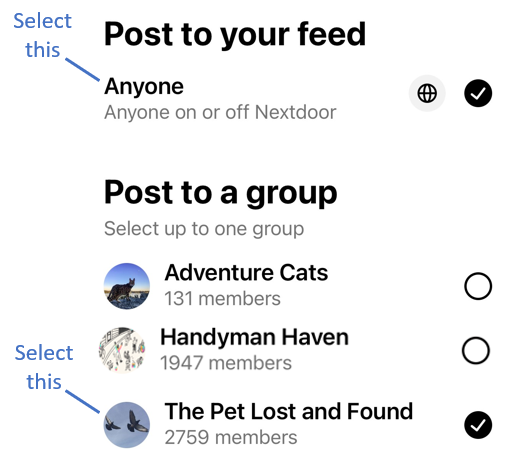 Select
this
Post to your feed
Anyone
Anyone on or off Nextdoor
Post to a group
Select up to one group
Adventure Cats
131 members
Handyman Haven
1947 members
Select
this
The Pet Lost and Found
2759 members